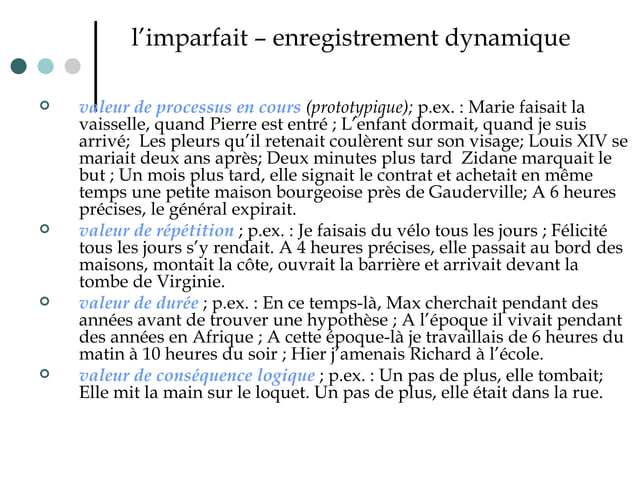 l’imparfait – enregistrement dynamique
valeur de processus en cours (prototypique); p.ex. : Marie faisait la
vaisselle, quand Pierre est entré ; L’enfant dormait, quand je suis
arrivé;  Les pleurs qu’il retenait coulèrent sur son visage; Louis XIV se
mariait deux ans après; Deux minutes plus tard  Zidane marquait le
but ; Un mois plus tard, elle signait le contrat et achetait en même
temps une petite maison bourgeoise près de Gauderville; A 6 heures
précises, le général expirait.
valeur de répétition ; p.ex. : Je faisais du vélo tous les jours ; Félicité
tous les jours s’y rendait. A 4 heures précises, elle passait au bord des
maisons, montait la côte, ouvrait la barrière et arrivait devant la
tombe de Virginie.
valeur de durée ; p.ex. : En ce temps-là, Max cherchait pendant des
années avant de trouver une hypothèse ; A l’époque il vivait pendant
des années en Afrique ; A cette époque-là je travaillais de 6 heures du
matin à 10 heures du soir ; Hier j’amenais Richard à l’école.
valeur de conséquence logique ; p.ex. : Un pas de plus, elle tombait;
Elle mit la main sur le loquet. Un pas de plus, elle était dans la rue.